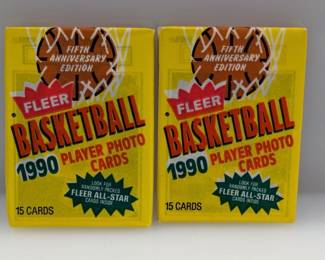 FIFTH
ANNIVERSARY
EDITION
FLEER
BASKETBALL
1990 PLAYER PHOTO
CARDS
LOOK FOR
RANDOMLY PACKED
FLEER ALL-STAR
CARDS INSIDE
15 CARDS
FIFTH
ANNIVERSARY
EDITION
FLEER
BASKETBALL
1990 PLAYER PHOTO
CARDS
LOOK FOR
RANDOMLY PACKED
FLEER ALL-STAR
CARDS INSIDE
15 CARDS